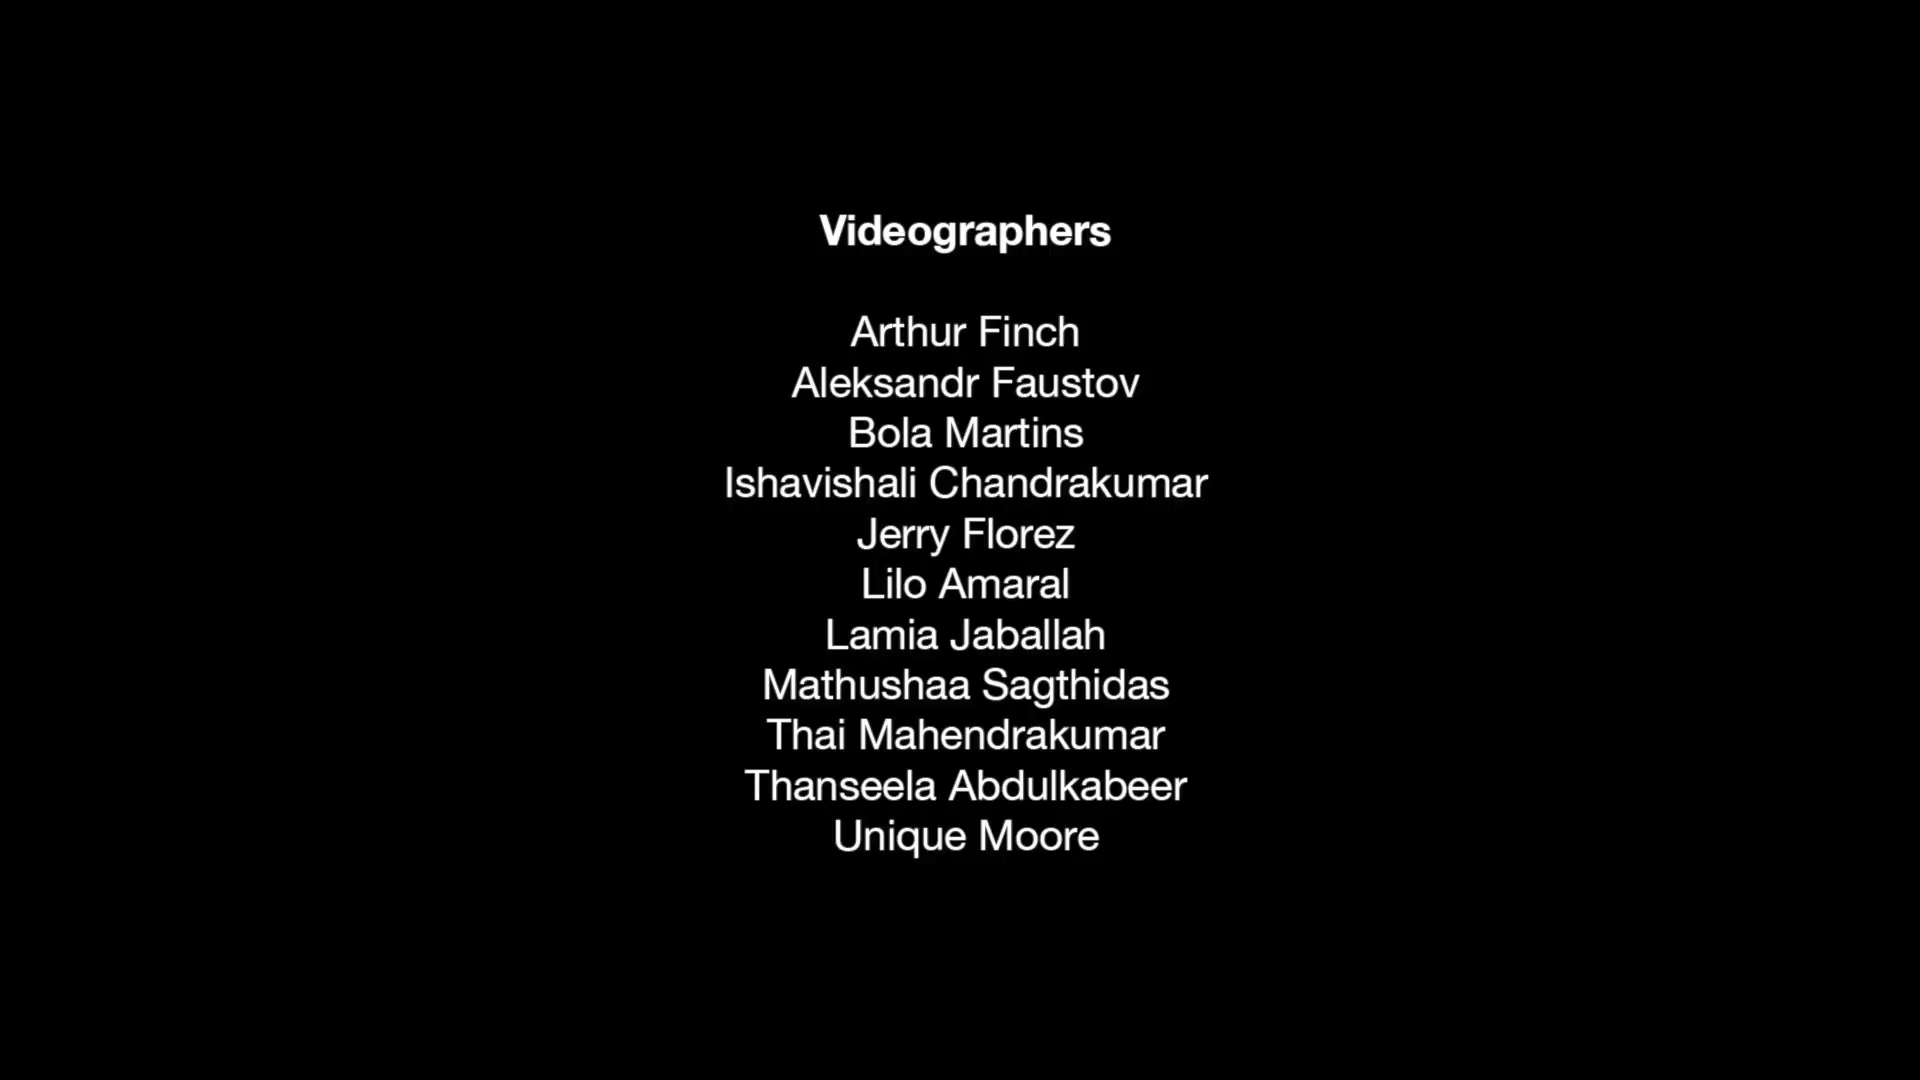 Videographers
Arthur Finch
Aleksandr Faustov
Bola Martins
Ishavishali Chandrakumar
Jerry Florez
Lilo Amaral
Lamia Jaballah
Mathushaa Sagthidas
Thai Mahendrakumar
Thanseela Abdulkabeer
Unique Moore